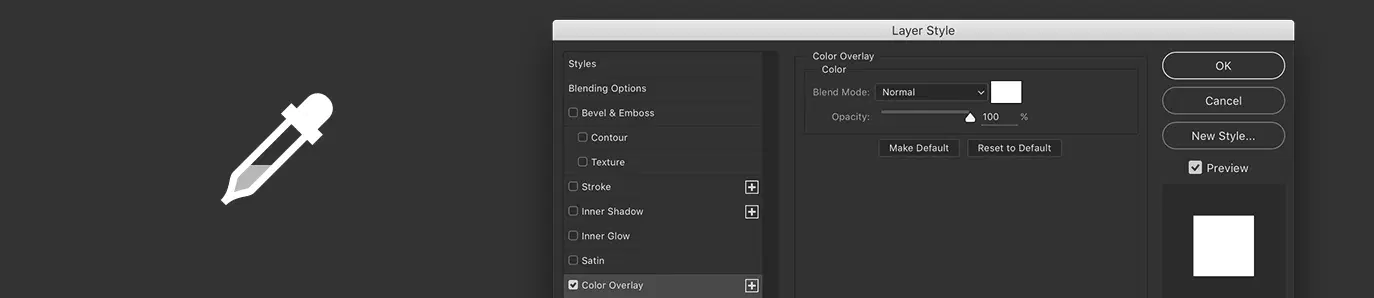 Layer Style
Styles
Blending Options
Bevel & Emboss
Contour
Texture
Stroke
Inner Shadow
Inner Glow
Satin
Color Overlay
Color Overlay
Color
Blend Mode: Normal
Opacity: 100 %
Make Default Reset to Default
OK
Cancel
New Style...
Preview